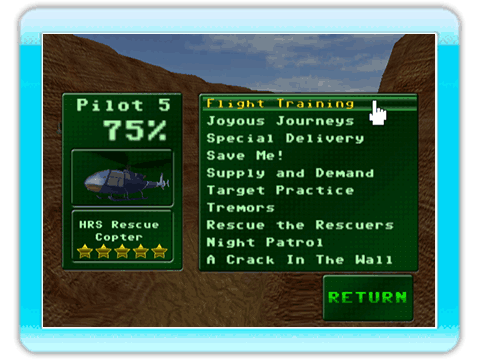 Pilot 5
75%
HRS Rescue
Copter
Flight Training
Joyous Journeys
Special Delivery
Save Me!
Supply and Demand
Target Practice
Tremors
Rescue the Rescuers
Night Patrol
A Crack In The Wall
RETURN